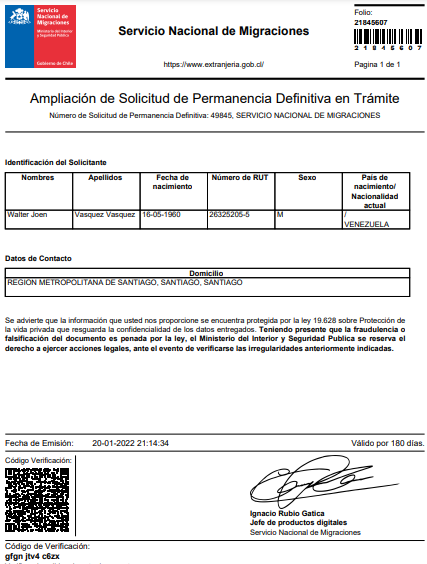 Servicio
Nacional de
Migraciones
Ministerio del Interior
y Seguridad Pública
Gobierno de Chile
Servicio Nacional de Migraciones
https://www.extranjeria.gob.cl/
Folio:
21845607
2 1 8 4 5 6 0 7
Pagina 1 de 1
Ampliación de Solicitud de Permanencia Definitiva en Trámite
Número de Solicitud de Permanencia Definitiva: 49845, SERVICIO NACIONAL DE MIGRACIONES
Identificación del Solicitante
Nombres Apellidos Fecha de nacimiento Número de RUT Sexo País de nacimiento/ Nacionalidad actual
Walter Joen Vasquez Vasquez 16-05-1960 26325205-5 M / VENEZUELA
Datos de Contacto
Domicilio
REGION METROPOLITANA DE SANTIAGO, SANTIAGO, SANTIAGO
Se advierte que la información que usted nos proporcione se encuentra protegida por la ley 19.628 sobre Protección de
la vida privada que resguarda la confidencialidad de los datos entregados. Teniendo presente que la fraudulencia o
falsificación del documento es penada por la ley, el Ministerio del Interior y Seguridad Publica se reserva el
derecho a ejercer acciones legales, ante el evento de verificarse las irregularidades anteriormente indicadas.
Fecha de Emisión: 20-01-2022 21:14:34 Válido por 180 días.
Código Verificación:
Ignacio Rubio Gatica
Jefe de productos digitales
Servicio Nacional de Migraciones
Código de Verificación:
gfgn jtv4 c6zx